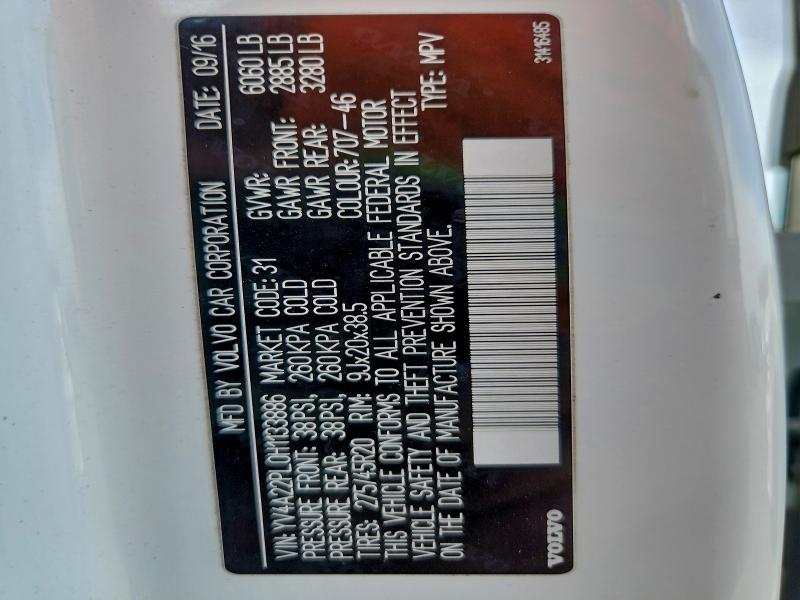 MFD BY VOLVO CAR CORPORATION DATE: 09/16
VIN: YV4A22PL0H1133886 MARKET CODE: 31 GVWR: 6060 LB
PRESSURE FRONT: 38PSI, 260KPA COLD GAWR FRONT: 2885 LB
PRESSURE REAR: 38PSI, 260KPA COLD GAWR REAR: 3280 LB
TIRES: 275/45R20 RIM: 9Jx20x38.5 COLOUR: 707-46
THIS VEHICLE CONFORMS TO ALL APPLICABLE FEDERAL MOTOR
VEHICLE SAFETY AND THEFT PREVENTION STANDARDS IN EFFECT
ON THE DATE OF MANUFACTURE SHOWN ABOVE. TYPE: MPV
VOLVO 31416485